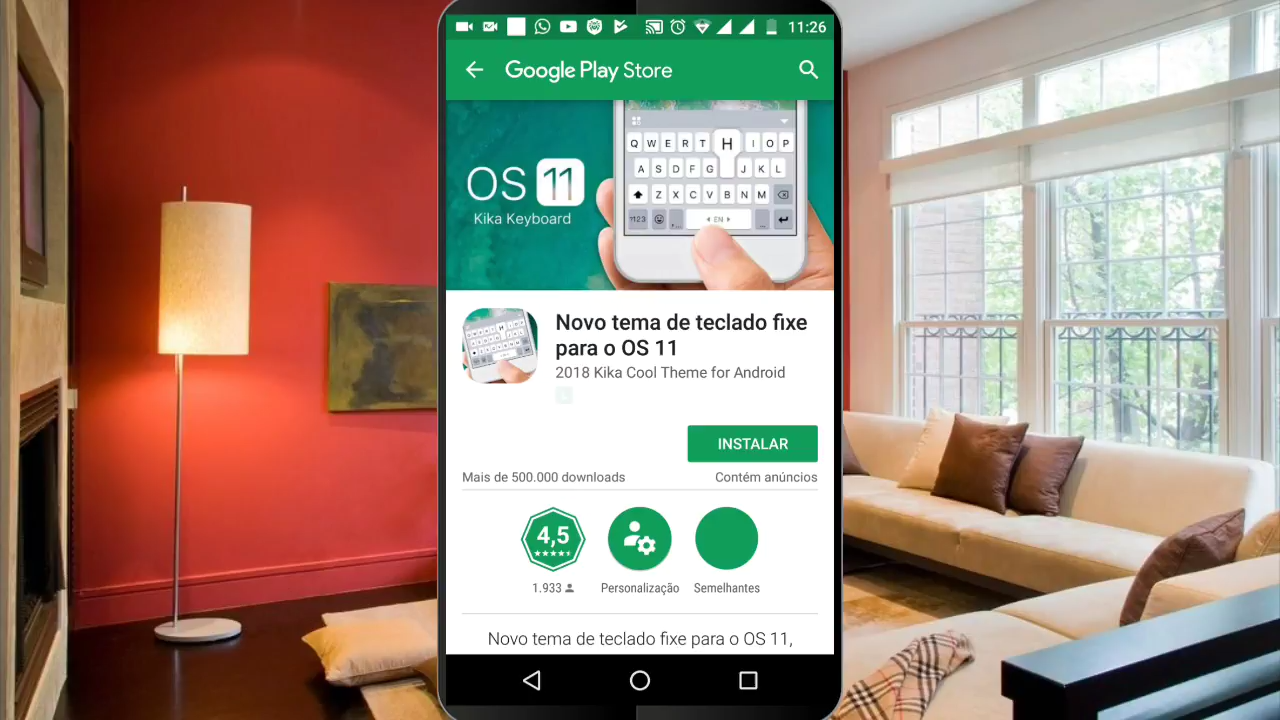 11:26
Google Play Store
Q W E R T H I O P
A S D F G J K L
Z X C V B N M
?123 EN
OS 11
Kika Keyboard
Novo tema de teclado fixe
para o OS 11
2018 Kika Cool Theme for Android
L
INSTALAR
Mais de 500.000 downloads
Contém anúncios
4,5
1.933
Personalização
Semelhantes
Novo tema de teclado fixe para o OS 11,